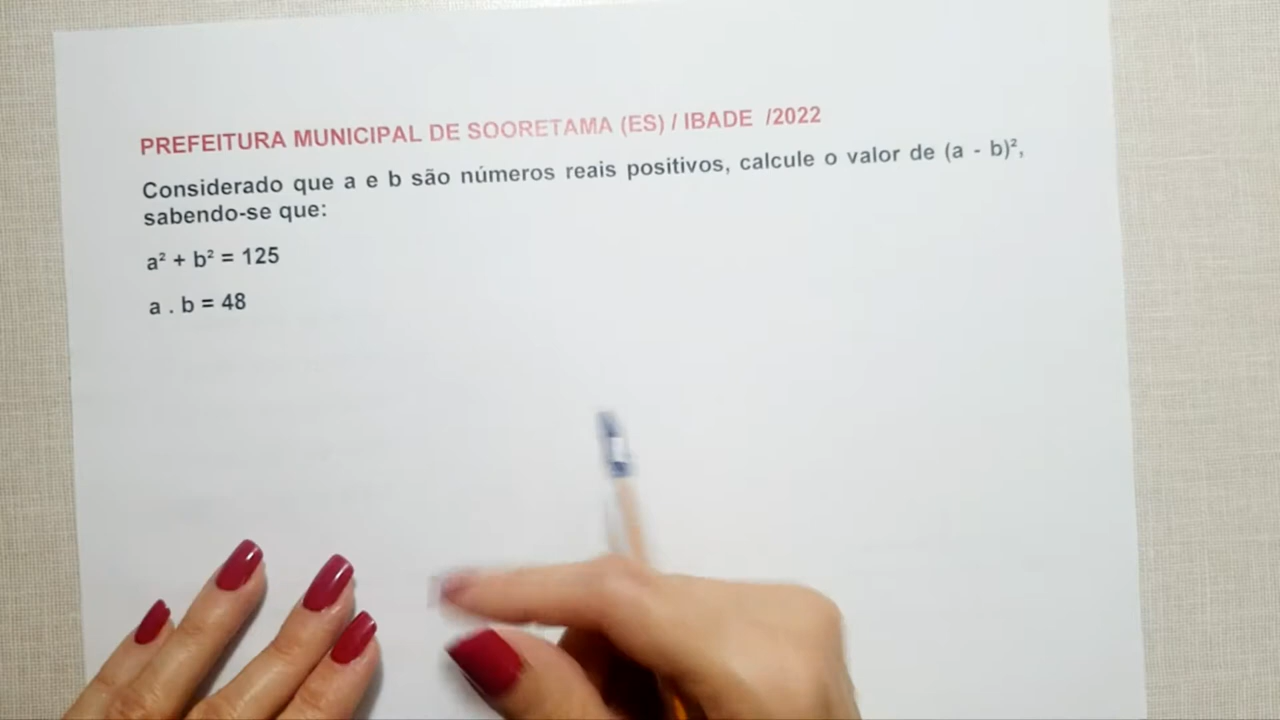 PREFEITURA MUNICIPAL DE SOORETAMA (ES) / IBADE /2022
Considerado que a e b são números reais positivos, calcule o valor de (a - b)²,
sabendo-se que:
a² + b² = 125
a . b = 48